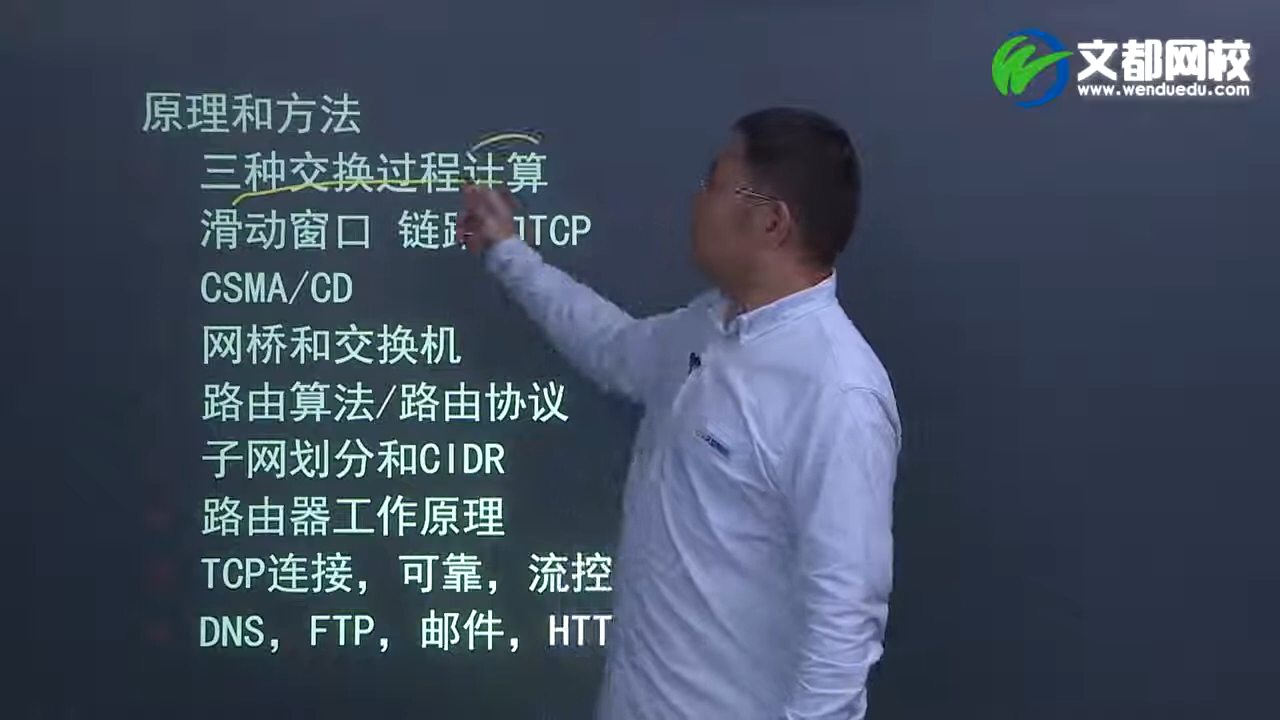 文都网校
www.wenduedu.com
原理和方法
三种交换过程计算
滑动窗口 链路 TCP
CSMA/CD
网桥和交换机
路由算法/路由协议
子网划分和CIDR
路由器工作原理
TCP连接，可靠，流控
DNS，FTP，邮件，HTT